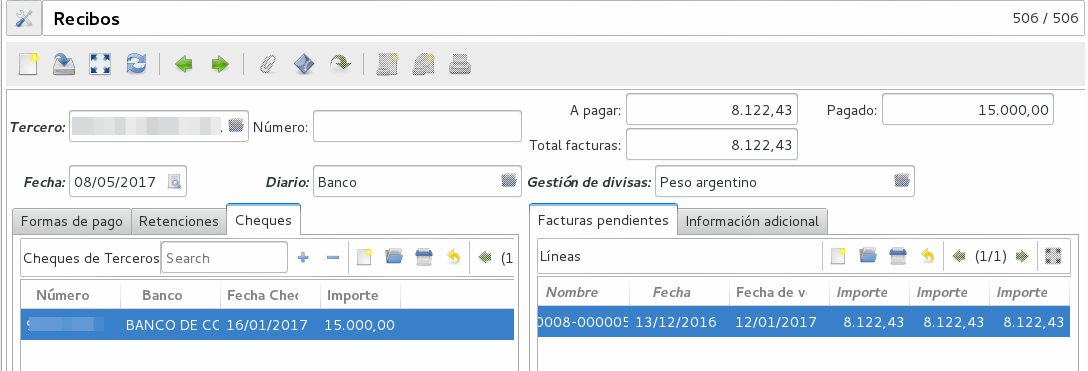 Recibos 506 / 506
A pagar: 8.122,43 Pagado: 15.000,00
Tercero: Número:
Total facturas: 8.122,43
Fecha: 08/05/2017 Diario: Banco Gestión de divisas: Peso argentino
Formas de pago Retenciones Cheques Facturas pendientes Información adicional
Cheques de Terceros Search (1 Líneas (1/1)
Número Banco Fecha Chec Importe Nombre Fecha Fecha de v Importe Importe Importe
BANCO DE CC 16/01/2017 15.000,00 0008-000005 13/12/2016 12/01/2017 8.122,43 8.122,43 8.122,43